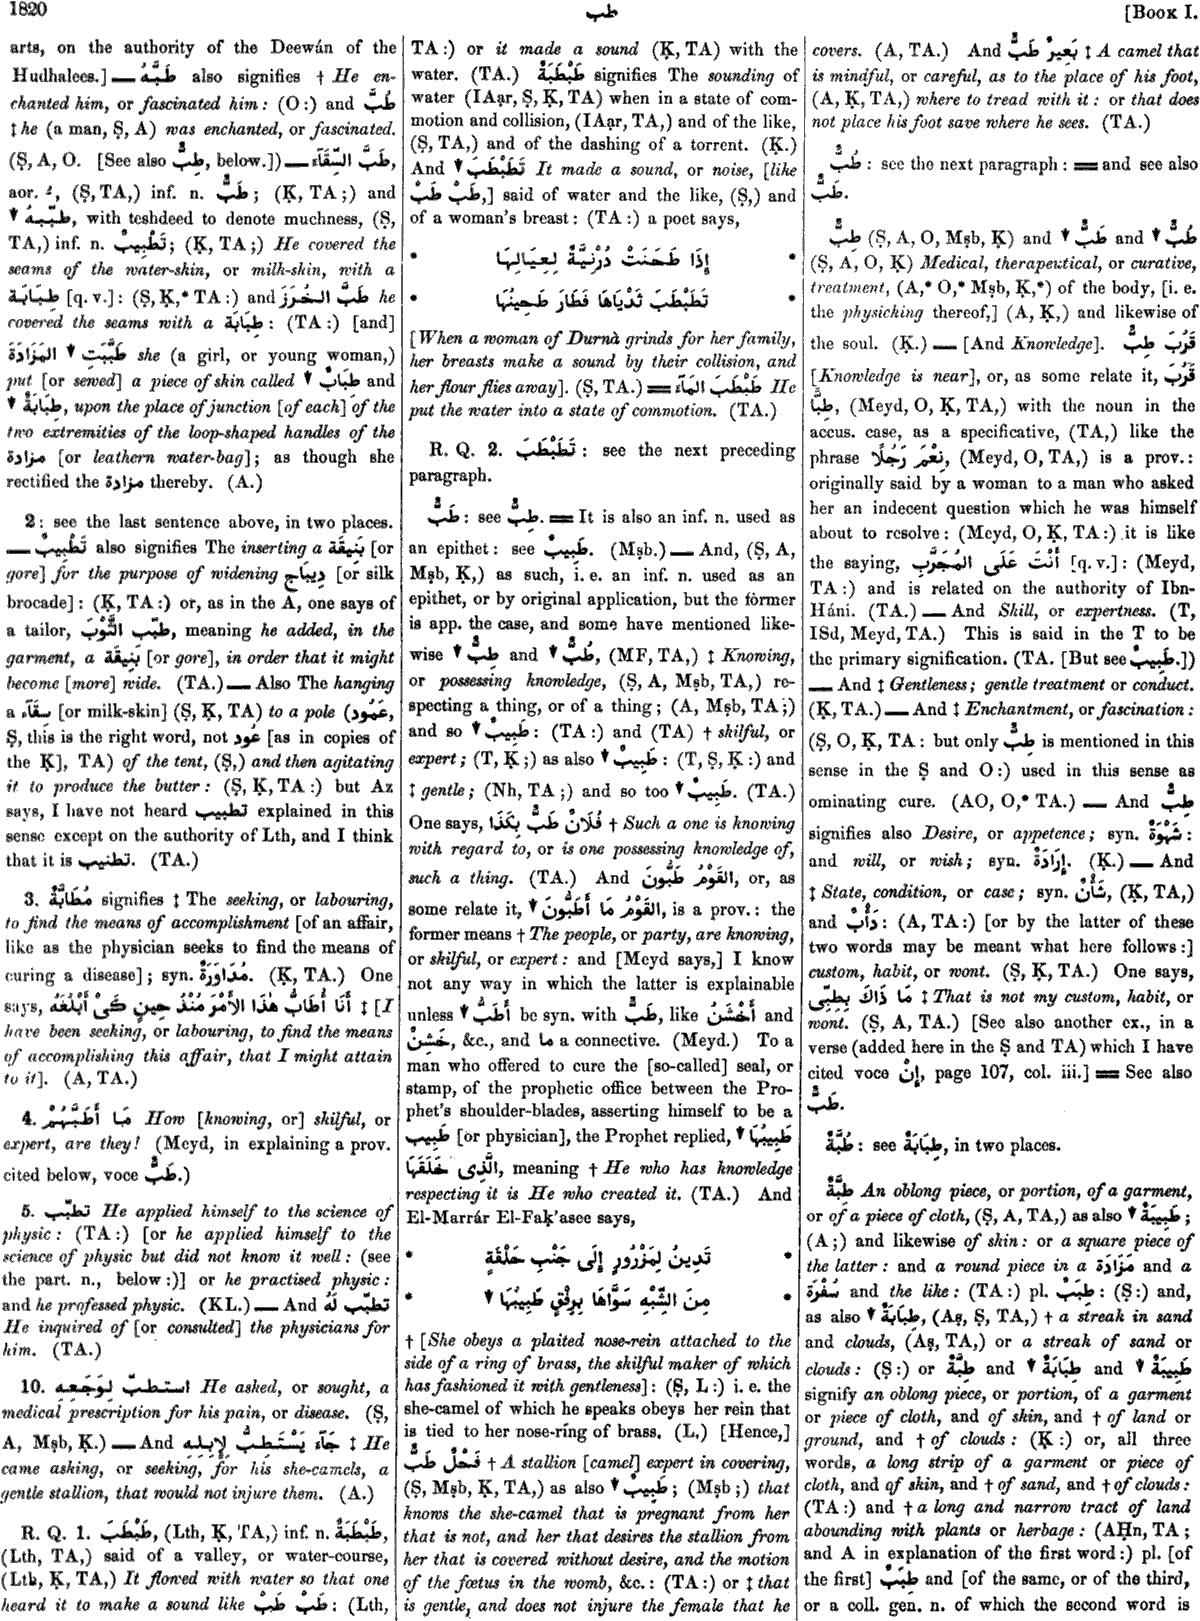 1820
طب
[BOOK I.
arts, on the authority of the Deewán of the
Hudhalees.] — طَبَّهُ also signifies † He en-
chanted him, or fascinated him: (O:) and طُبَّ
‡ he (a man, Ṣ, A) was enchanted, or fascinated.
(Ṣ, A, O. [See also طِبٌّ, below.]) — طَبَّ السِّقَآءَ,
aor. ـُ, (Ṣ, TA,) inf. n. طَبٌّ; (Ḳ, TA;) and
▼ طبّبهُ, with teshdeed to denote muchness, (Ṣ,
TA,) inf. n. تَطْبِيبٌ; (Ḳ, TA;) He covered the
seams of the water-skin, or milk-skin, with a
طِبَابَة [q. v.]: (Ṣ, Ḳ,* TA:) and طَبَّ الخُرَزَ he
covered the seams with a طِبَابَة: (TA:) [and]
طَبَّبَتِ ▼ المَزَادَةَ she (a girl, or young woman,)
put [or sewed] a piece of skin called ▼ طِبَابٌ and
▼ طِبَابَةٌ, upon the place of junction [of each] of the
two extremities of the loop-shaped handles of the
مزادة [or leathern water-bag]; as though she
rectified the مزادة thereby. (A.)
2: see the last sentence above, in two places.
— تَطْبِيبٌ also signifies The inserting a بَنِيقَة [or
gore] for the purpose of widening دِيبَاج [or silk
brocade]: (Ḳ, TA:) or, as in the A, one says of
a tailor, طبّب الثَّوْبَ, meaning he added, in the
garment, a بَنِيقَة [or gore], in order that it might
become [more] wide. (TA.) — Also The hanging
a سِقَآء [or milk-skin] (Ṣ, Ḳ, TA) to a pole (عَمُود,
Ṣ, this is the right word, not عُود [as in copies of
the Ḳ], TA) of the tent, (Ṣ,) and then agitating
it to produce the butter: (Ṣ, Ḳ, TA:) but Az
says, I have not heard تطبيب explained in this
sense except on the authority of Lth, and I think
that it is تطنيب. (TA.)
3. مُطَابَّةٌ signifies ‡ The seeking, or labouring,
to find the means of accomplishment [of an affair,
like as the physician seeks to find the means of
curing a disease]; syn. مُدَاوَرَةٌ. (Ḳ, TA.) One
says, أَنَا أُطَابُّ هٰذَا الأَمْرَ مُنْذُ حِينٍ كَىْ أَبْلُغَهُ ‡ [I
have been seeking, or labouring, to find the means
of accomplishing this affair, that I might attain
to it]. (A, TA.)
4. مَا أَطَبَّهُمْ How [knowing, or] skilful, or
expert, are they! (Meyd, in explaining a prov.
cited below, voce طَبٌّ.)
5. تطبّب He applied himself to the science of
physic: (TA:) [or he applied himself to the
science of physic but did not know it well: (see
the part. n., below:)] or he practised physic:
and he professed physic. (KL.) — And تطبّب لَهُ
He inquired of [or consulted] the physicians for
him. (TA.)
10. استطبّ لِوَجَعِهِ He asked, or sought, a
medical prescription for his pain, or disease. (Ṣ,
A, Mṣb, Ḳ.) — And جَآءَ يَسْتَطِبُّ لِإِبِلِهِ ‡ He
came asking, or seeking, for his she-camels, a
gentle stallion, that would not injure them. (A.)
R. Q. 1. طَبْطَبَ, (Lth, Ḳ, TA,) inf. n. طَبْطَبَةٌ,
(Lth, TA,) said of a valley, or water-course,
(Lth, Ḳ, TA,) It flowed with water so that one
heard it to make a sound like طَبْ طَبْ: (Lth,
TA:) or it made a sound (Ḳ, TA) with the
water. (TA.) طَبْطَبَةٌ signifies The sounding of
water (IAạr, Ṣ, Ḳ, TA) when in a state of com-
motion and collision, (IAạr, TA,) and of the like,
(Ṣ, TA,) and of the dashing of a torrent. (Ḳ.)
And ▼ تَطَبْطَبَ It made a sound, or noise, [like
طَبْ طَبْ,] said of water and the like, (Ṣ,) and
of a woman's breast: (TA:) a poet says,
* إِذَا طَحَنَتْ دُرْنِيَّةٌ لِعِيَالِهَا *
* تَطَبْطَبَ ثَدْيَاهَا فَطَارَ طَحِينُهَا *
[When a woman of Durnà grinds for her family,
her breasts make a sound by their collision, and
her flour flies away]. (Ṣ, TA.) = طَبْطَبَ المَآءَ He
put the water into a state of commotion. (TA.)
R. Q. 2. تَطَبْطَبَ: see the next preceding
paragraph.
طَبٌّ: see طِبٌّ. = It is also an inf. n. used as
an epithet: see طَبِيبٌ. (Mṣb.) — And, (Ṣ, A,
Mṣb, Ḳ,) as such, i. e. an inf. n. used as an
epithet, or by original application, but the former
is app. the case, and some have mentioned like-
wise ▼ طِبٌّ and ▼ طُبٌّ, (MF, TA,) ‡ Knowing,
or possessing knowledge, (Ṣ, A, Mṣb, TA,) re-
specting a thing, or of a thing; (A, Mṣb, TA;)
and so ▼ طَبِيبٌ: (TA:) and (TA) † skilful, or
expert; (T, Ḳ;) as also ▼ طَبِيبٌ: (T, Ṣ, Ḳ:) and
‡ gentle; (Nh, TA;) and so too ▼ طَبِيبٌ. (TA.)
One says, فُلَانٌ طَبٌّ بِكَذَا † Such a one is knowing
with regard to, or is one possessing knowledge of,
such a thing. (TA.) And القَوْمُ طَبُّونَ, or, as
some relate it, ▼ القَوْمُ مَا أَطَبُّونَ, is a prov.: the
former means † The people, or party, are knowing,
or skilful, or expert: and [Meyd says,] I know
not any way in which the latter is explainable
unless ▼ أَطَبُّ be syn. with طَبٌّ, like أَخْشَنُ and
خَشِنٌ, &c., and ما a connective. (Meyd.) To a
man who offered to cure the [so-called] seal, or
stamp, of the prophetic office between the Pro-
phet's shoulder-blades, asserting himself to be a
طَبِيب [or physician], the Prophet replied, ▼ طَبِيبُهَا
الَّذِى خَلَقَهَا, meaning † He who has knowledge
respecting it is He who created it. (TA.) And
El-Marrár El-Faḳ'asee says,
* تَدِينُ لِمَزْرُورٍ إِلَى جَنْبِ حَلْقَةٍ *
* مِنَ الشِّبْهِ سَوَّاهَا بِرِفْقٍ طَبِيبُهَا ▼ *
† [She obeys a plaited nose-rein attached to the
side of a ring of brass, the skilful maker of which
has fashioned it with gentleness]: (Ṣ, L:) i. e. the
she-camel of which he speaks obeys her rein that
is tied to her nose-ring of brass. (L.) [Hence,]
فَحْلٌ طَبٌّ † A stallion [camel] expert in covering,
(Ṣ, Mṣb, Ḳ, TA,) as also ▼ طَبِيبٌ; (Mṣb;) that
knows the she-camel that is pregnant from her
that is not, and her that desires the stallion from
her that is covered without desire, and the motion
of the fœtus in the womb, &c.: (TA:) or ‡ that
is gentle, and does not injure the female that he
covers. (A, TA.) And بَعِيرٌ طَبٌّ ‡ A camel that
is mindful, or careful, as to the place of his foot,
(A, Ḳ, TA,) where to tread with it: or that does
not place his foot save where he sees. (TA.)
طُبٌّ: see the next paragraph: = and see also
طَبٌّ.
طِبٌّ (Ṣ, A, O, Mṣb, Ḳ) and ▼ طَبٌّ and ▼ طُبٌّ
(Ṣ, A, O, Ḳ) Medical, therapeutical, or curative,
treatment, (A,* O,* Mṣb, Ḳ,*) of the body, [i. e.
the physicking thereof,] (A, Ḳ,) and likewise of
the soul. (Ḳ.) — [And Knowledge]. قَرُبَ طِبٌّ
[Knowledge is near], or, as some relate it, قَرُبَ
طِبًّا, (Meyd, O, Ḳ, TA,) with the noun in the
accus. case, as a specificative, (TA,) like the
phrase نِعْمَ رَجُلًا, (Meyd, O, TA,) is a prov.:
originally said by a woman to a man who asked
her an indecent question which he was himself
about to resolve: (Meyd, O, Ḳ, TA:) it is like
the saying, أَنْتَ عَلَى المُجَرَّبِ [q. v.]: (Meyd,
TA:) and is related on the authority of Ibn-
Háni. (TA.) — And Skill, or expertness. (T,
ISd, Meyd, TA.) This is said in the T to be
the primary signification. (TA. [But see طَبِيبٌ.])
— And ‡ Gentleness; gentle treatment or conduct.
(Ḳ, TA.) — And ‡ Enchantment, or fascination:
(Ṣ, O, Ḳ, TA: but only طِبٌّ is mentioned in this
sense in the Ṣ and O:) used in this sense as
ominating cure. (AO, O,* TA.) — And طِبٌّ
signifies also Desire, or appetence; syn. شَهْوَةٌ:
and will, or wish; syn. إِرَادَةٌ. (Ḳ.) — And
‡ State, condition, or case; syn. شَأْنٌ, (Ḳ, TA,)
and دَأْبٌ: (A, TA:) [or by the latter of these
two words may be meant what here follows:]
custom, habit, or wont. (Ṣ, Ḳ, TA.) One says,
مَا ذَاكَ بِطِبِّى ‡ That is not my custom, habit, or
wont. (Ṣ, A, TA.) [See also another ex., in a
verse (added here in the Ṣ and TA) which I have
cited voce إِنْ, page 107, col. iii.] = See also
طَبٌّ.
طُبَّةٌ: see طِبَابَةٌ, in two places.
طِبَّةٌ An oblong piece, or portion, of a garment,
or of a piece of cloth, (Ṣ, A, TA,) as also ▼ طَبِيبَةٌ;
(A;) and likewise of skin: or a square piece of
the latter: and a round piece in a مَزَادَة and a
سُفْرَة and the like: (TA:) pl. طِبَبٌ: (Ṣ:) and,
as also ▼ طِبَابَةٌ, (Aṣ, Ṣ, TA,) † a streak in sand
and clouds, (Aṣ, TA,) or a streak of sand or
clouds: (Ṣ:) or طِبَّةٌ and ▼ طِبَابَةٌ and ▼ طَبِيبَةٌ
signify an oblong piece, or portion, of a garment
or piece of cloth, and of skin, and † of land or
ground, and † of clouds: (Ḳ:) or, all three
words, a long strip of a garment or piece of
cloth, and of skin, and † of sand, and † of clouds:
(TA:) and † a long and narrow tract of land
abounding with plants or herbage: (AḤn, TA;
and A in explanation of the first word:) pl. [of
the first] طِبَبٌ and [of the same, or of the third,
or a coll. gen. n. of which the second word is